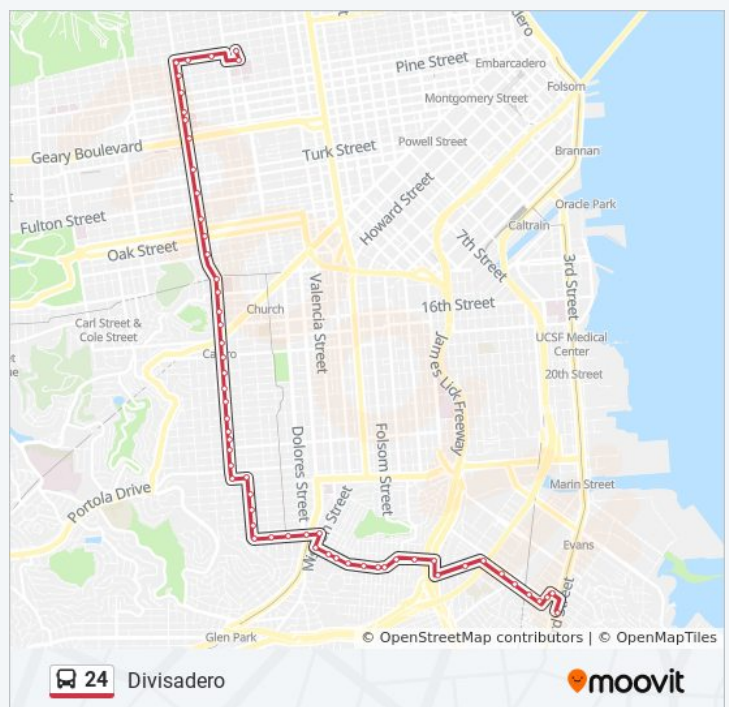 Pine Street
Embarcadero
Folsom
Montgomery Street
Geary Boulevard
Turk Street
Powell Street
Brannan
Howard Street
Oracle Park
Fulton Street
Caltrain
Oak Street
7th Street
3rd Street
Valencia Street
16th Street
Church
Carl Street &
Cole Street
UCSF Medical
Center
James Lick Freeway
20th Street
Dolores Street
Folsom Street
Portola Drive
Marin Street
Evans
Glen Park
© OpenStreetMap contributors | © OpenMapTiles
24 Divisadero
moovit